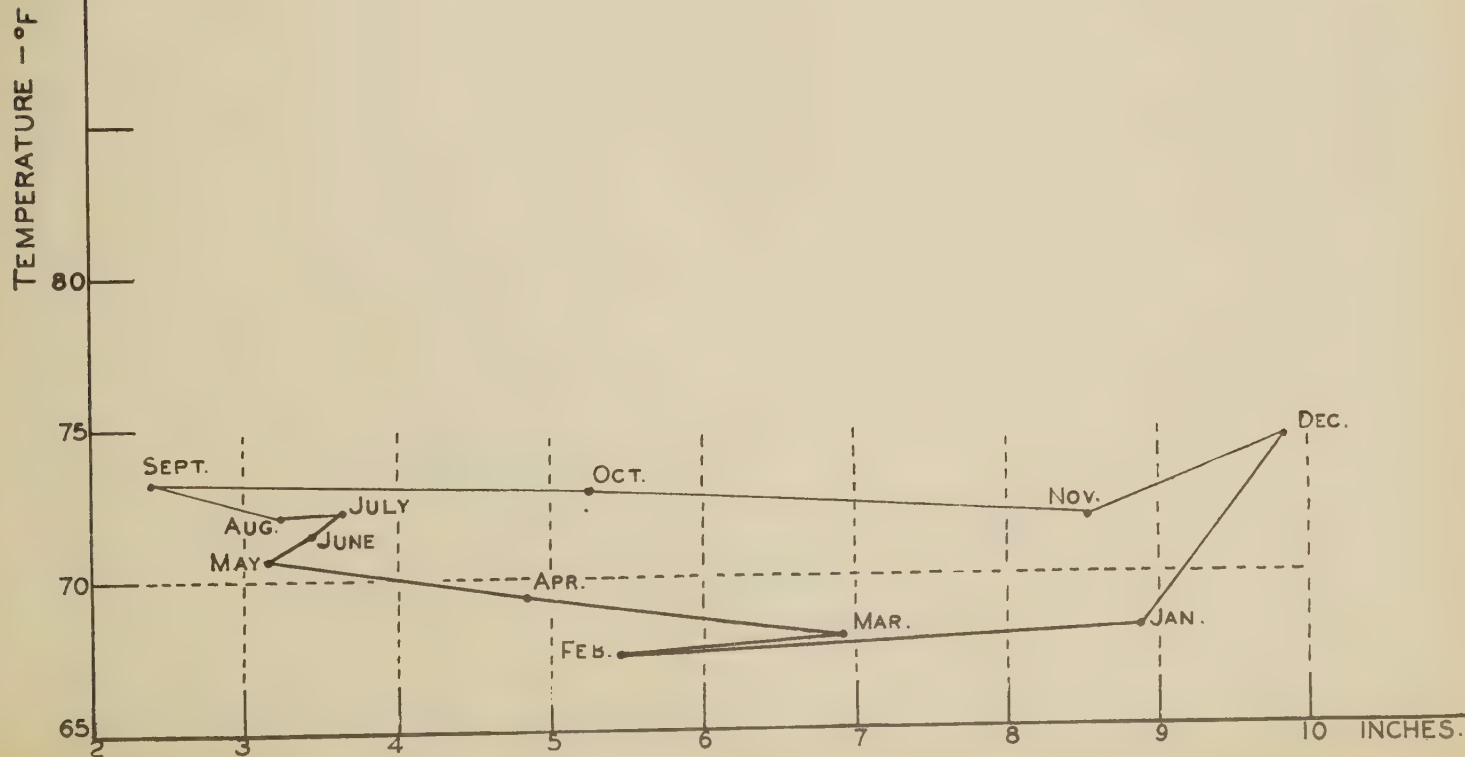 TEMPERATURE – °F
80
75
70
65
DEC.
SEPT.
OCT.
NOV.
JULY
AUG.
JUNE
MAY
APR.
MAR.
JAN.
FEB.
2 3 4 5 6 7 8 9 10 INCHES.